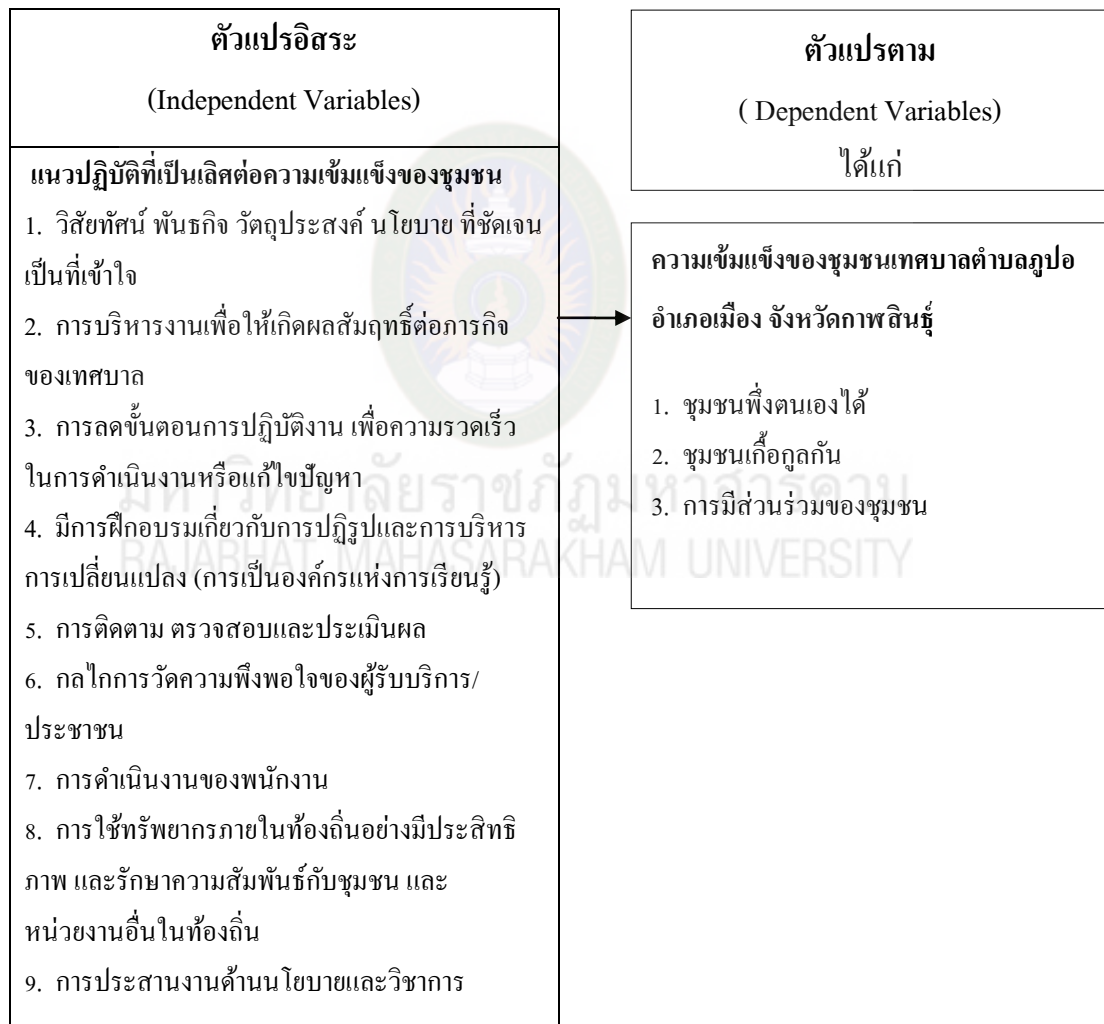 ตัวแปรอิสระ
(Independent Variables)
แนวปฏิบัติที่เป็นเลิศต่อความเข้มแข็งของชุมชน
1. วิสัยทัศน์ พันธกิจ วัตถุประสงค์ นโยบาย ที่ชัดเจน
เป็นที่เข้าใจ
2. การบริหารงานเพื่อให้เกิดผลสัมฤทธิ์ต่อภารกิจ
ของเทศบาล
3. การลดขั้นตอนการปฏิบัติงาน เพื่อความรวดเร็ว
ในการดำเนินงานหรือแก้ไขปัญหา
4. มีการฝึกอบรมเกี่ยวกับการปฏิรูปและการบริหาร
การเปลี่ยนแปลง (การเป็นองค์กรแห่งการเรียนรู้)
5. การติดตาม ตรวจสอบและประเมินผล
6. กลไกการวัดความพึงพอใจของผู้รับบริการ/
ประชาชน
7. การดำเนินงานของพนักงาน
8. การใช้ทรัพยากรภายในท้องถิ่นอย่างมีประสิทธิ
ภาพ และรักษาความสัมพันธ์กับชุมชน และ
หน่วยงานอื่นในท้องถิ่น
9. การประสานงานด้านนโยบายและวิชาการ
ตัวแปรตาม
( Dependent Variables)
ได้แก่
ความเข้มแข็งของชุมชนเทศบาลตำบลภูปอ
อำเภอเมือง จังหวัดกาฬสินธุ์
1. ชุมชนพึ่งตนเองได้
2. ชุมชนเกื้อกูลกัน
3. การมีส่วนร่วมของชุมชน
มหาวิทยาลัยราชภัฏมหาสารคาม
RAJABHAT MAHASARAKHAM UNIVERSITY